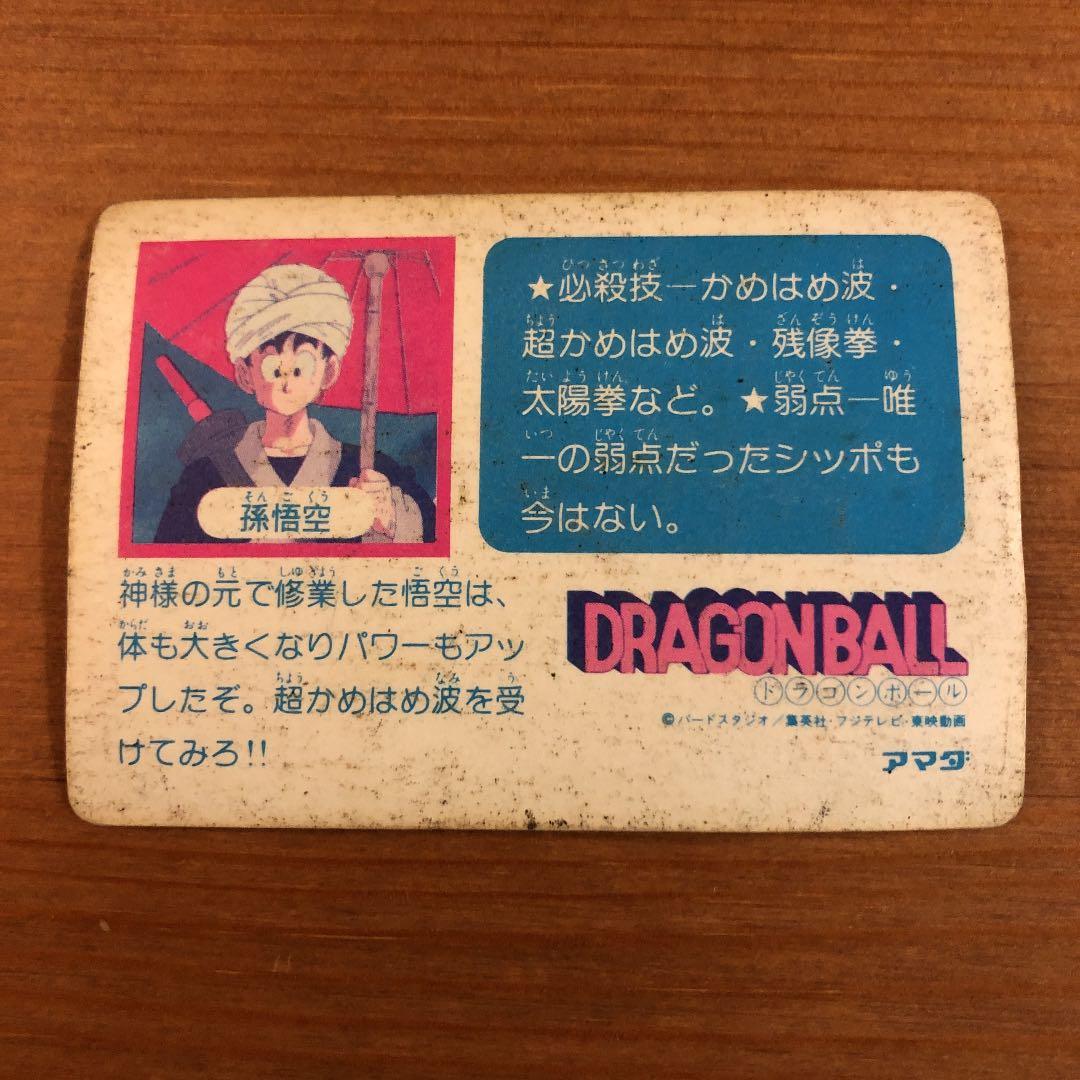 孫悟空
神様の元で修業した悟空は、
体も大きくなりパワーもアッ
プしたぞ。超かめはめ波を受
けてみろ!!
★必殺技―かめはめ波・
超かめはめ波・残像拳・
太陽拳など。★弱点―唯
一の弱点だったシッポも
今はない。
DRAGONBALL
ドラゴンボール
©バードスタジオ／集英社・フジテレビ・東映動画
アマダ